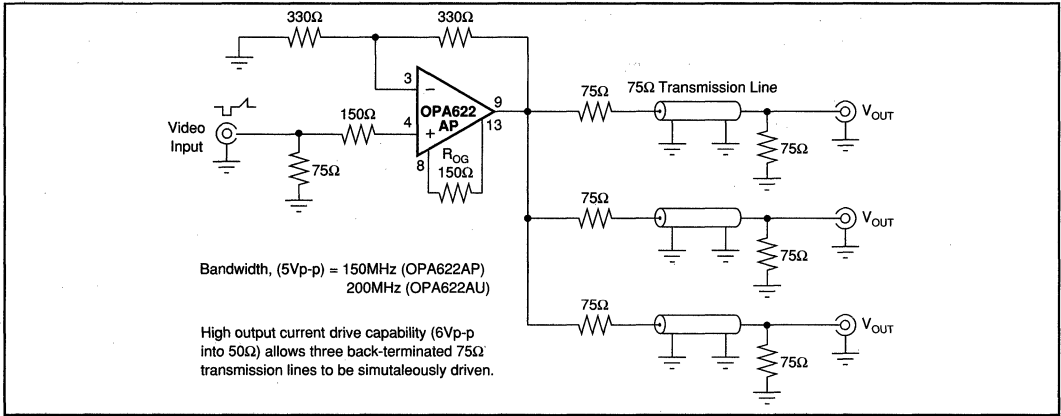 330Ω
330Ω
3
−
OPA622
AP
9
13
4
+
8
R_OG
150Ω
150Ω
Video
Input
75Ω
75Ω
75Ω Transmission Line
75Ω
V_OUT
75Ω
75Ω
V_OUT
75Ω
75Ω
V_OUT
Bandwidth, (5Vp-p) = 150MHz (OPA622AP)
200MHz (OPA622AU)
High output current drive capability (6Vp-p
into 50Ω) allows three back-terminated 75Ω
transmission lines to be simutaleously driven.